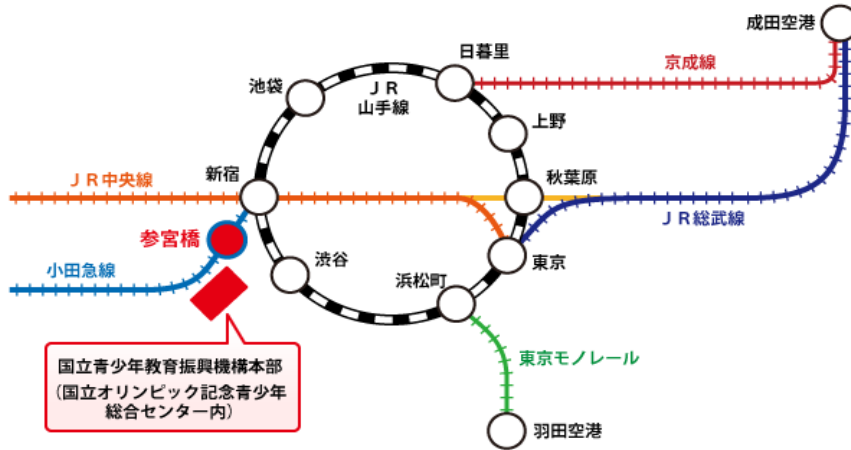 成田空港
日暮里
京成線
池袋
ＪＲ
山手線
上野
新宿
秋葉原
ＪＲ中央線
ＪＲ総武線
参宮橋
渋谷
東京
小田急線
浜松町
国立青少年教育振興機構本部
（国立オリンピック記念青少年
総合センター内）
東京モノレール
羽田空港